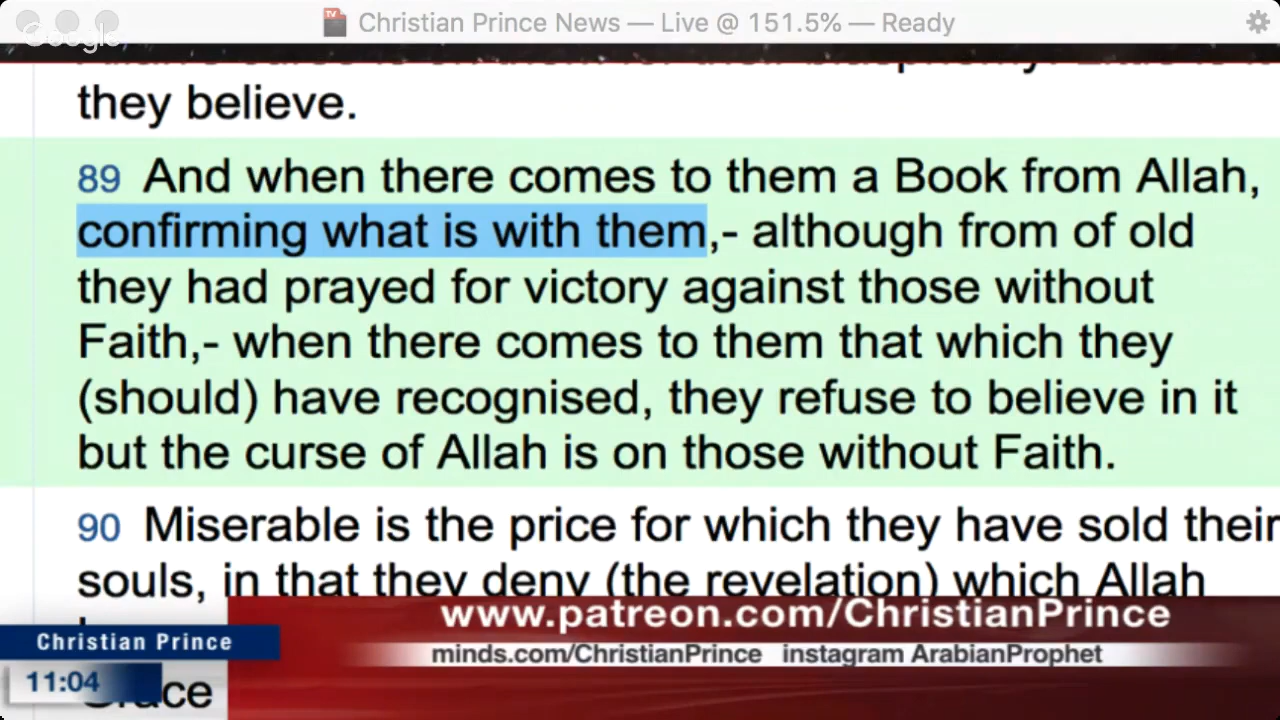 Christian Prince News — Live @ 151.5% — Ready
Google
they believe.
89 And when there comes to them a Book from Allah,
confirming what is with them,- although from of old
they had prayed for victory against those without
Faith,- when there comes to them that which they
(should) have recognised, they refuse to believe in it
but the curse of Allah is on those without Faith.
90 Miserable is the price for which they have sold their
souls, in that they deny (the revelation) which Allah
www.patreon.com/ChristianPrince
Christian Prince
minds.com/ChristianPrince instagram ArabianProphet
11:04
Grace